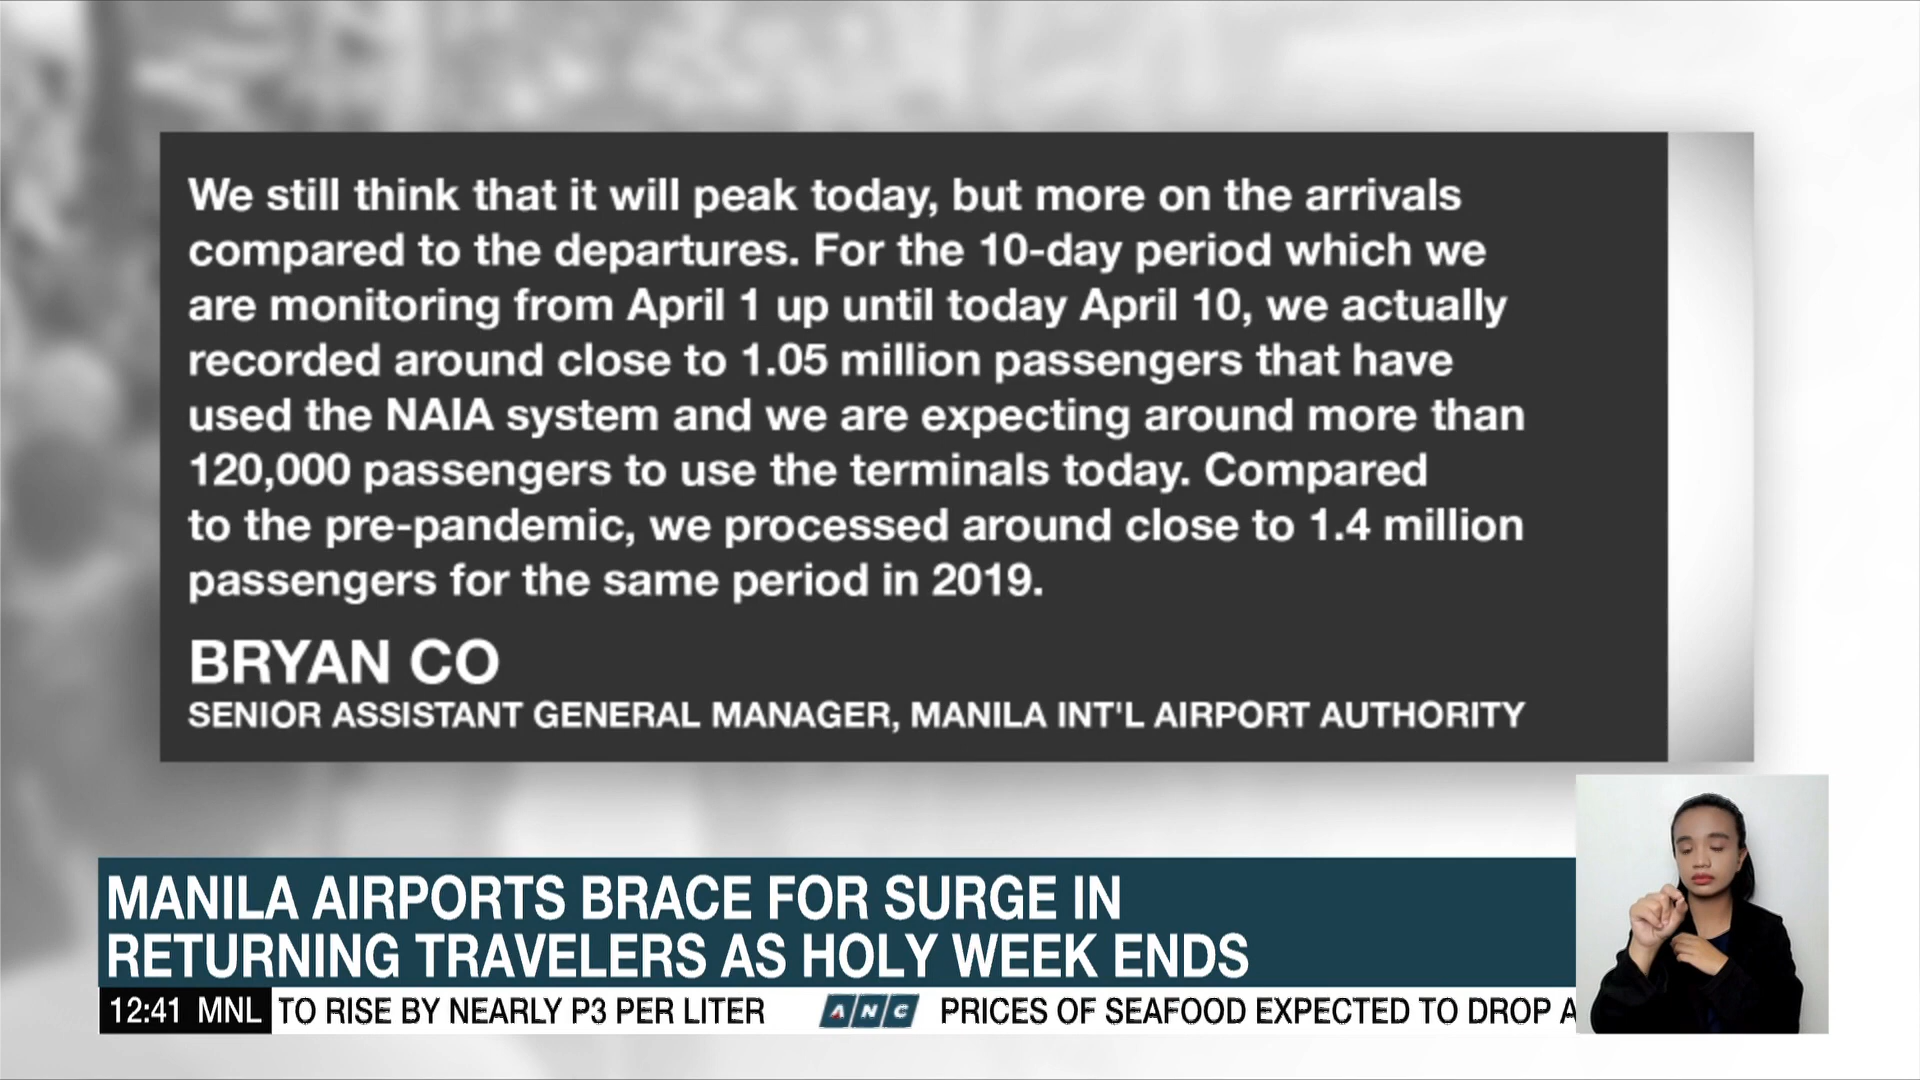 We still think that it will peak today, but more on the arrivals
compared to the departures. For the 10-day period which we
are monitoring from April 1 up until today April 10, we actually
recorded around close to 1.05 million passengers that have
used the NAIA system and we are expecting around more than
120,000 passengers to use the terminals today. Compared
to the pre-pandemic, we processed around close to 1.4 million
passengers for the same period in 2019.
BRYAN CO
SENIOR ASSISTANT GENERAL MANAGER, MANILA INT'L AIRPORT AUTHORITY
MANILA AIRPORTS BRACE FOR SURGE IN
RETURNING TRAVELERS AS HOLY WEEK ENDS
12:41 MNL TO RISE BY NEARLY P3 PER LITER ANC PRICES OF SEAFOOD EXPECTED TO DROP A